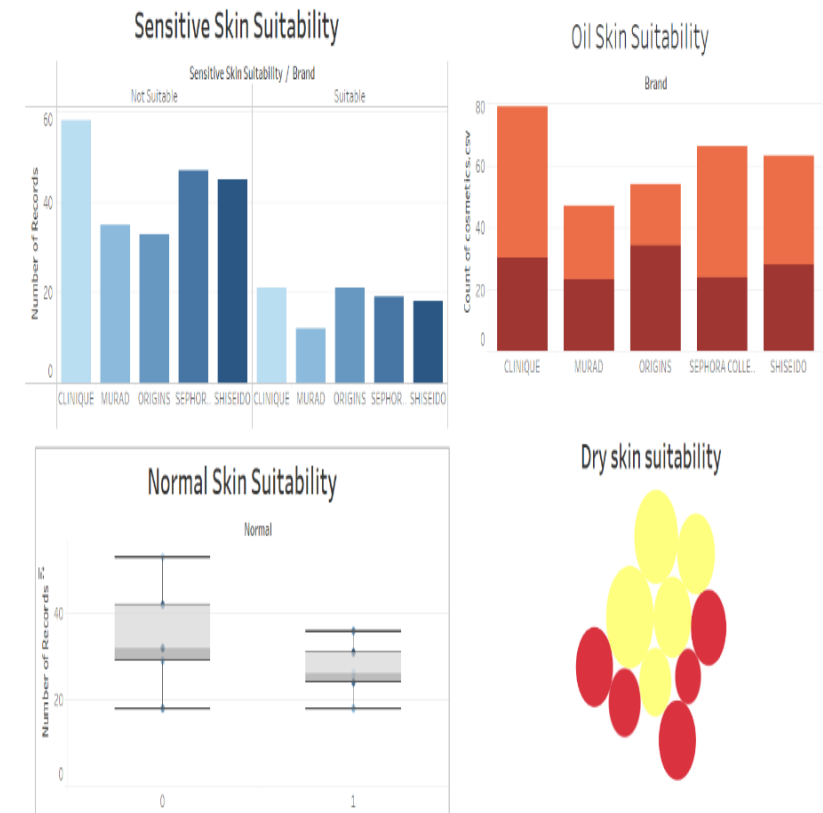 Sensitive Skin Suitability
Sensitive Skin Suitability / Brand
Not Suitable
Suitable
Number of Records
60
40
20
0
CLINIQUE MURAD ORIGINS SEPHOR.. SHISEIDO CLINIQUE MURAD ORIGINS SEPHOR.. SHISEIDO
Oil Skin Suitability
Brand
Count of cosmetics.csv
80
60
40
20
0
CLINIQUE MURAD ORIGINS SEPHORA COLLE.. SHISEIDO
Normal Skin Suitability
Normal
Number of Records
40
20
0
0 1
Dry skin suitability